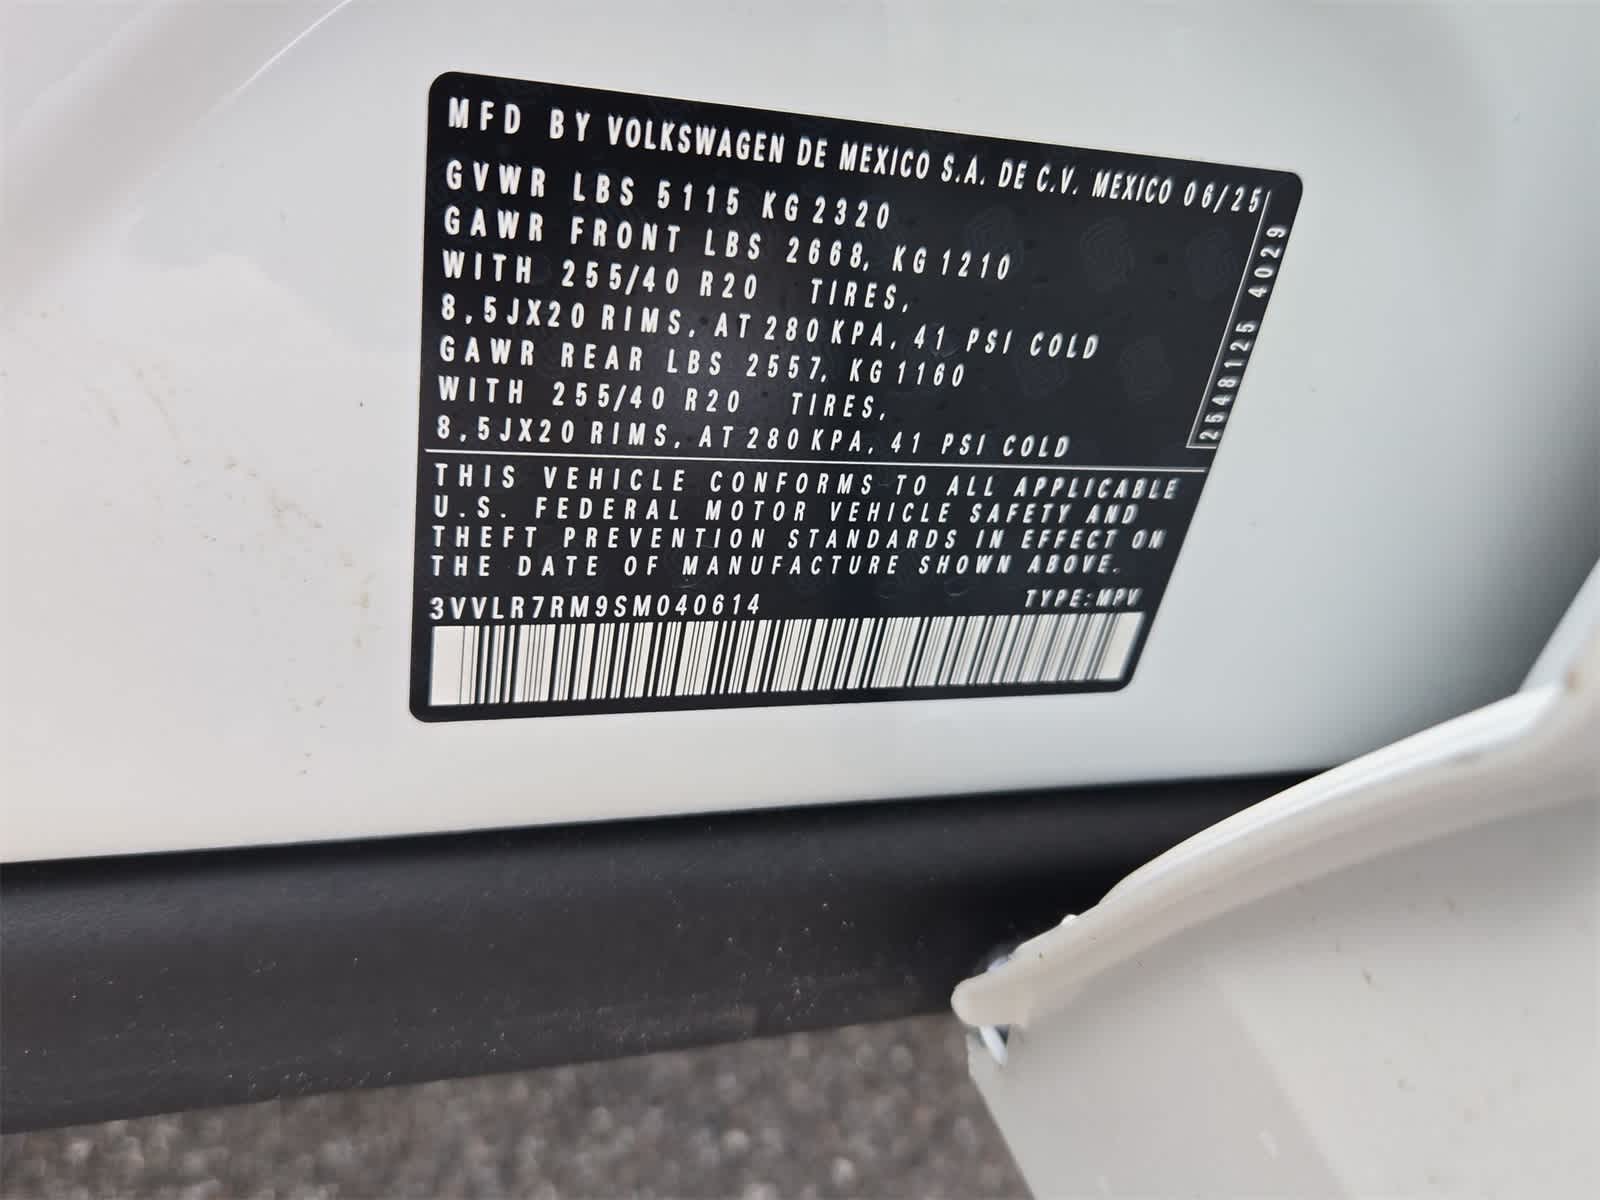 MFD BY VOLKSWAGEN DE MEXICO S.A. DE C.V. MEXICO 06/25
GVWR LBS 5115 KG 2320
GAWR FRONT LBS 2668, KG 1210
WITH 255/40 R20 TIRES,
8,5JX20 RIMS, AT 280 KPA, 41 PSI COLD
GAWR REAR LBS 2557, KG 1160
WITH 255/40 R20 TIRES,
8,5JX20 RIMS, AT 280 KPA, 41 PSI COLD
2548125 4029
THIS VEHICLE CONFORMS TO ALL APPLICABLE
U.S. FEDERAL MOTOR VEHICLE SAFETY AND
THEFT PREVENTION STANDARDS IN EFFECT ON
THE DATE OF MANUFACTURE SHOWN ABOVE.
3VVLR7RM9SM040614 TYPE:MPV